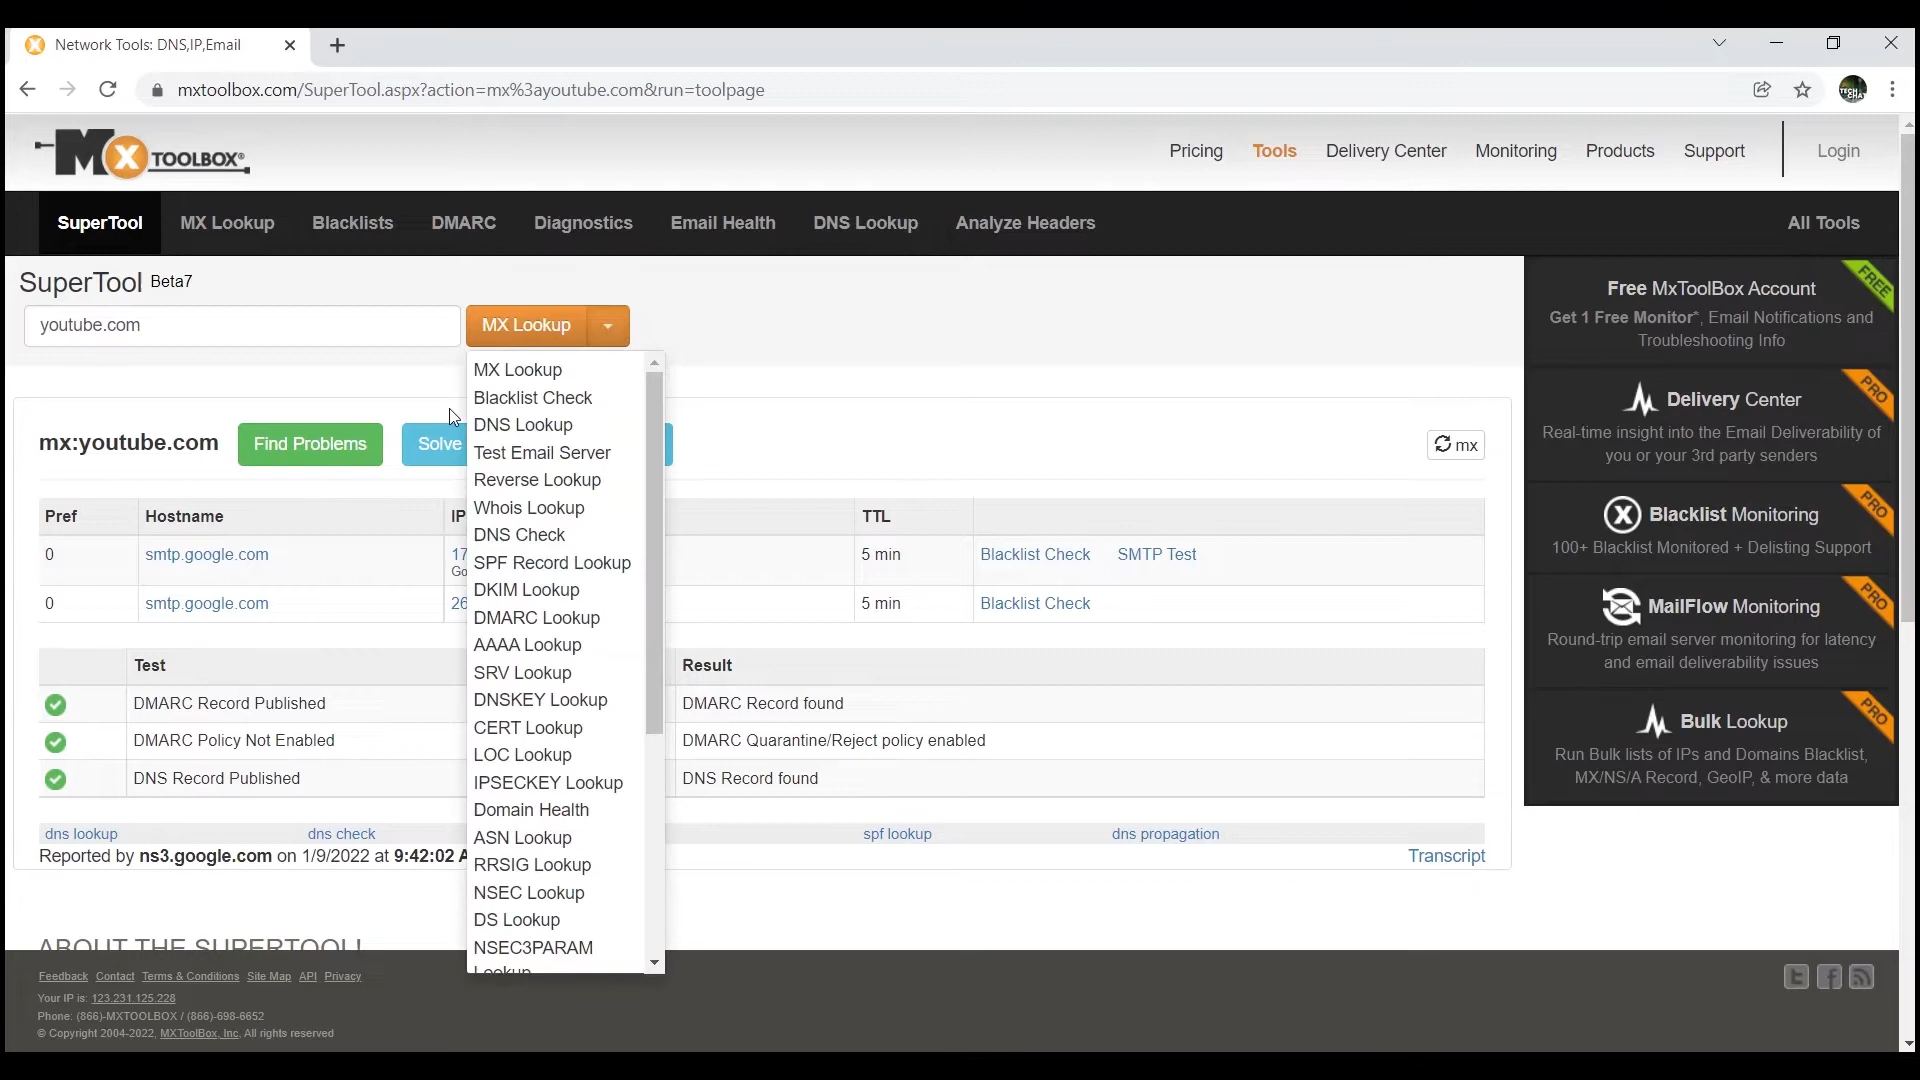 Network Tools: DNS,IP,Email
mxtoolbox.com/SuperTool.aspx?action=mx%3ayoutube.com&run=toolpage
MX TOOLBOX®
Pricing Tools Delivery Center Monitoring Products Support Login
SuperTool MX Lookup Blacklists DMARC Diagnostics Email Health DNS Lookup Analyze Headers All Tools
SuperTool Beta7
youtube.com MX Lookup
MX Lookup
Blacklist Check
DNS Lookup
Test Email Server
Reverse Lookup
Whois Lookup
DNS Check
SPF Record Lookup
DKIM Lookup
DMARC Lookup
AAAA Lookup
SRV Lookup
DNSKEY Lookup
CERT Lookup
LOC Lookup
IPSECKEY Lookup
Domain Health
ASN Lookup
RRSIG Lookup
NSEC Lookup
DS Lookup
NSEC3PARAM
Lookup
mx:youtube.com Find Problems Solve mx
Pref Hostname IP TTL
0 smtp.google.com 17 5 min Blacklist Check SMTP Test
Go
0 smtp.google.com 26 5 min Blacklist Check
Test Result
DMARC Record Published DMARC Record found
DMARC Policy Not Enabled DMARC Quarantine/Reject policy enabled
DNS Record Published DNS Record found
dns lookup dns check spf lookup dns propagation
Reported by ns3.google.com on 1/9/2022 at 9:42:02 A
Transcript
ABOUT THE SUPERTOOL!
FREE
Free MxToolBox Account
Get 1 Free Monitor*, Email Notifications and
Troubleshooting Info
PRO
Delivery Center
Real-time insight into the Email Deliverability of
you or your 3rd party senders
PRO
Blacklist Monitoring
100+ Blacklist Monitored + Delisting Support
PRO
MailFlow Monitoring
Round-trip email server monitoring for latency
and email deliverability issues
PRO
Bulk Lookup
Run Bulk lists of IPs and Domains Blacklist,
MX/NS/A Record, GeoIP, & more data
Feedback Contact Terms & Conditions Site Map API Privacy
Your IP is: 123.231.125.228
Phone: (866)-MXTOOLBOX / (866)-698-6652
© Copyright 2004-2022, MXToolBox, Inc, All rights reserved